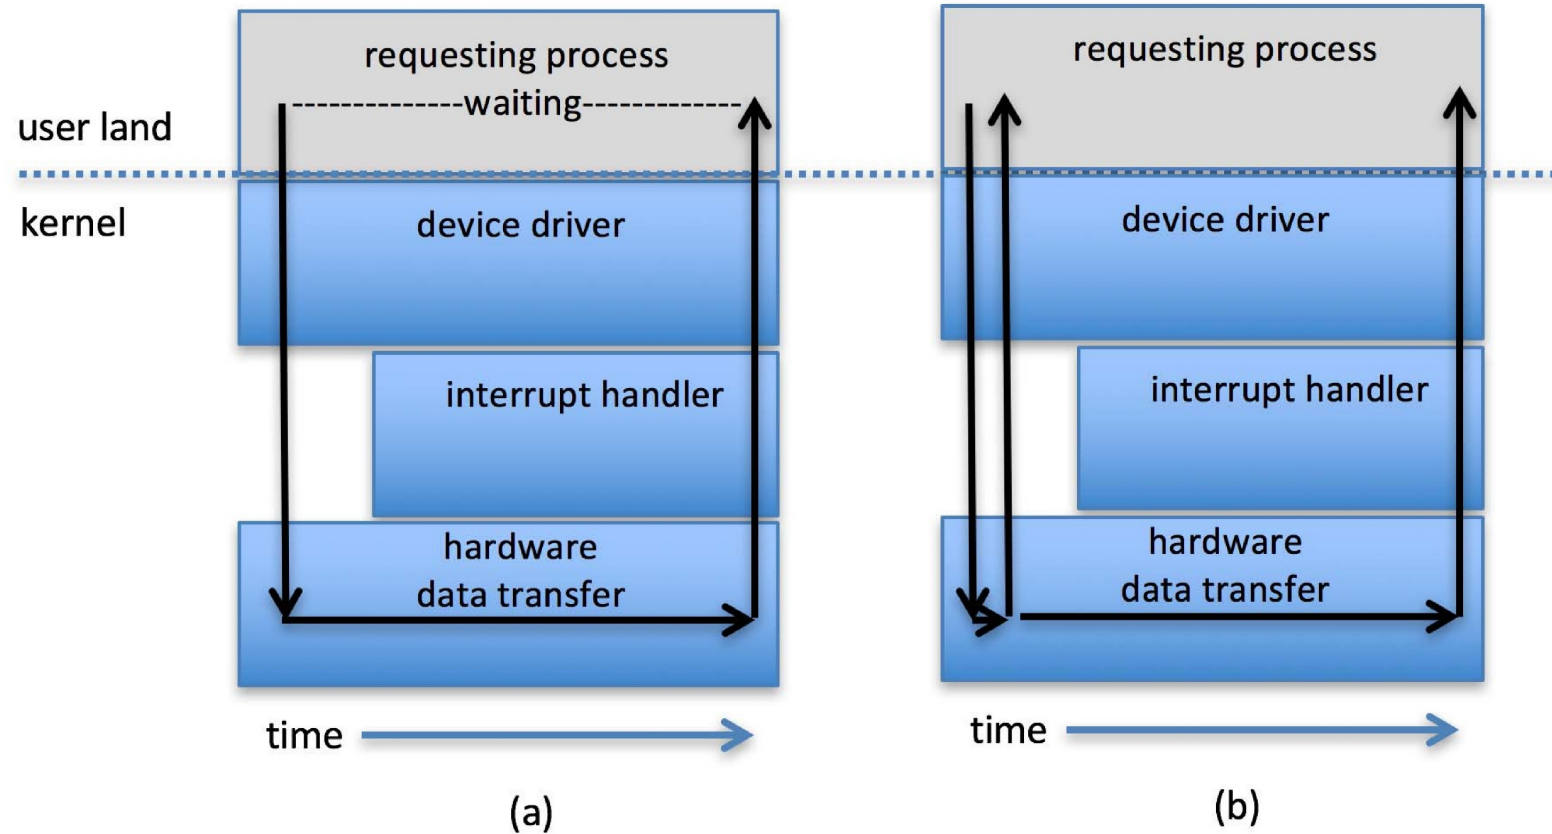 requesting process
------------waiting------------
user land
kernel
device driver
interrupt handler
hardware
data transfer
time
(a)
requesting process
device driver
interrupt handler
hardware
data transfer
time
(b)